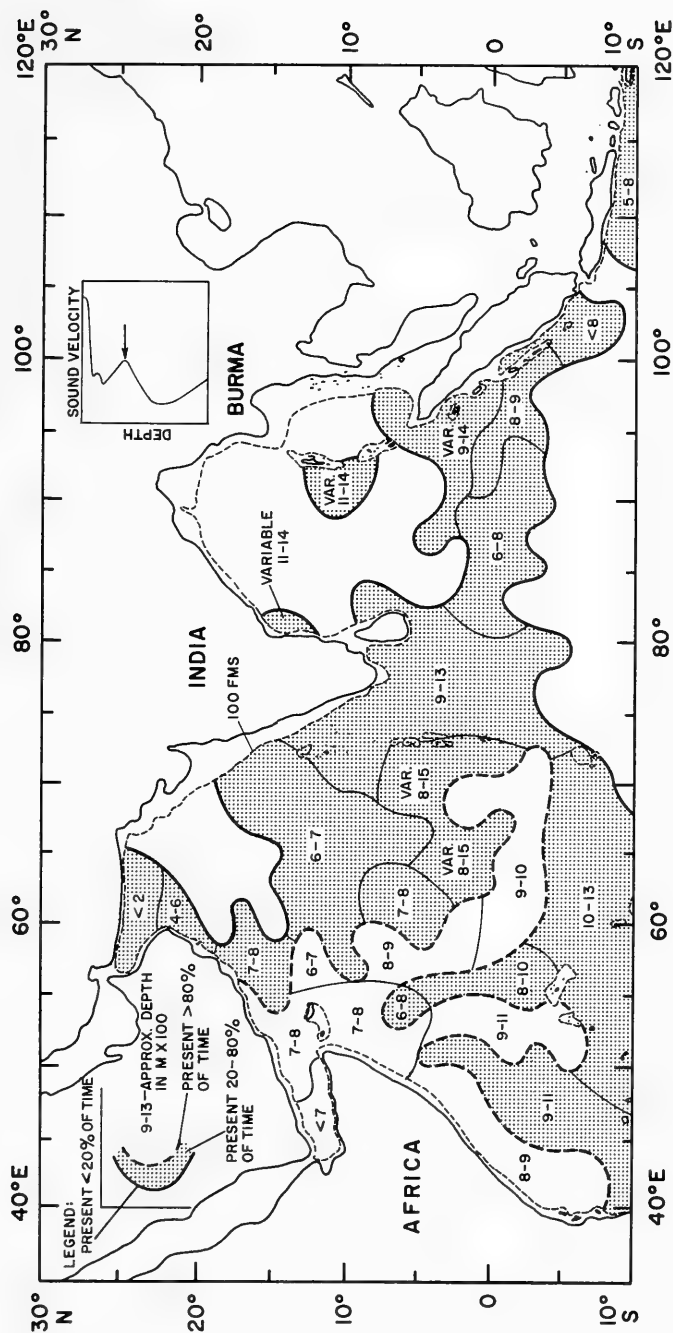 40°E
60°
80°
100°
120°E
30°
N
20°
10°
0
10°
S
30°
N
20°
10°
0
10°
S
40°E
60°
80°
100°
120°E
LEGEND:
PRESENT <20% OF TIME
9-13-APPROX. DEPTH
IN M X 100
PRESENT >80%
OF TIME
PRESENT 20-80%
OF TIME
SOUND VELOCITY
DEPTH
INDIA
BURMA
AFRICA
100 FMS
<2
4-6
7-8
6-7
7-8
7-8
<7
6-7
8-9
7-8
6-8
VAR.
8-15
VAR.
8-15
9-10
8-10
9-11
9-11
8-9
10-13
9-13
VARIABLE
11-14
VAR.
11-14
VAR.
9-14
6-8
8-9
<8
5-8